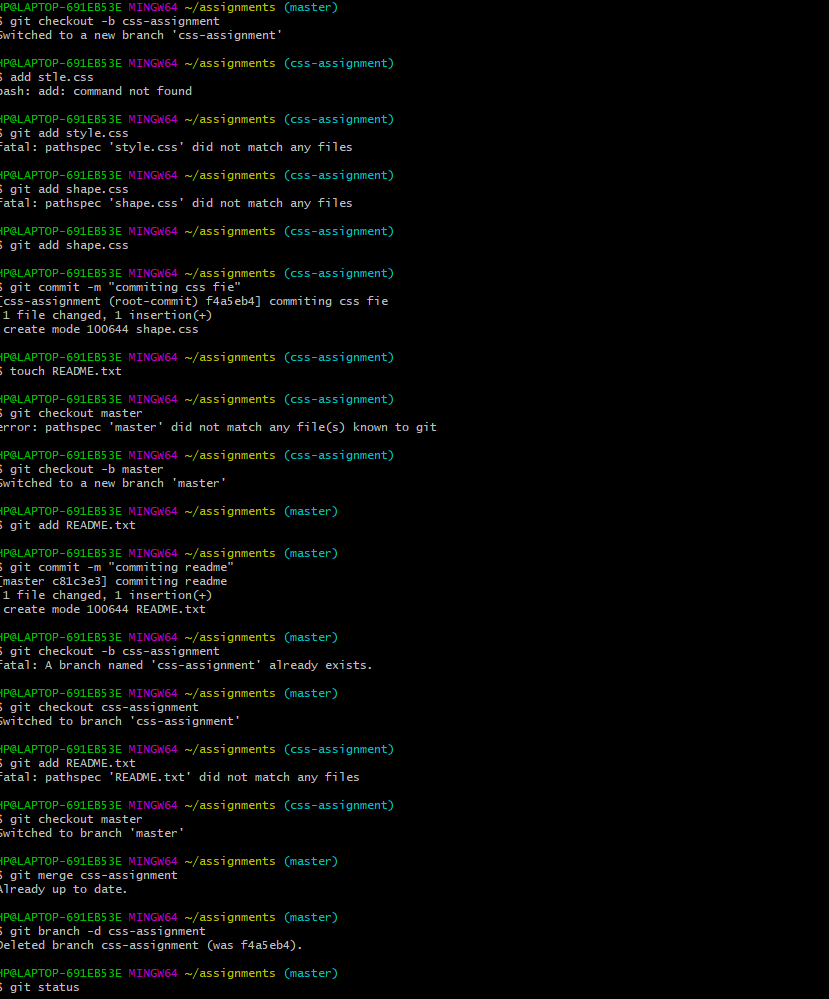 HP@LAPTOP-691EB53E MINGW64 ~/assignments (master)
$ git checkout -b css-assignment
Switched to a new branch 'css-assignment'
HP@LAPTOP-691EB53E MINGW64 ~/assignments (css-assignment)
$ add stle.css
bash: add: command not found
HP@LAPTOP-691EB53E MINGW64 ~/assignments (css-assignment)
$ git add style.css
fatal: pathspec 'style.css' did not match any files
HP@LAPTOP-691EB53E MINGW64 ~/assignments (css-assignment)
$ git add shape.css
fatal: pathspec 'shape.css' did not match any files
HP@LAPTOP-691EB53E MINGW64 ~/assignments (css-assignment)
$ git add shape.css
HP@LAPTOP-691EB53E MINGW64 ~/assignments (css-assignment)
$ git commit -m "commiting css fie"
[css-assignment (root-commit) f4a5eb4] commiting css fie
1 file changed, 1 insertion(+)
create mode 100644 shape.css
HP@LAPTOP-691EB53E MINGW64 ~/assignments (css-assignment)
$ touch README.txt
HP@LAPTOP-691EB53E MINGW64 ~/assignments (css-assignment)
$ git checkout master
error: pathspec 'master' did not match any file(s) known to git
HP@LAPTOP-691EB53E MINGW64 ~/assignments (css-assignment)
$ git checkout -b master
Switched to a new branch 'master'
HP@LAPTOP-691EB53E MINGW64 ~/assignments (master)
$ git add README.txt
HP@LAPTOP-691EB53E MINGW64 ~/assignments (master)
$ git commit -m "commiting readme"
[master c81c3e3] commiting readme
1 file changed, 1 insertion(+)
create mode 100644 README.txt
HP@LAPTOP-691EB53E MINGW64 ~/assignments (master)
$ git checkout -b css-assignment
fatal: A branch named 'css-assignment' already exists.
HP@LAPTOP-691EB53E MINGW64 ~/assignments (master)
$ git checkout css-assignment
Switched to branch 'css-assignment'
HP@LAPTOP-691EB53E MINGW64 ~/assignments (css-assignment)
$ git add README.txt
fatal: pathspec 'README.txt' did not match any files
HP@LAPTOP-691EB53E MINGW64 ~/assignments (css-assignment)
$ git checkout master
Switched to branch 'master'
HP@LAPTOP-691EB53E MINGW64 ~/assignments (master)
$ git merge css-assignment
Already up to date.
HP@LAPTOP-691EB53E MINGW64 ~/assignments (master)
$ git branch -d css-assignment
Deleted branch css-assignment (was f4a5eb4).
HP@LAPTOP-691EB53E MINGW64 ~/assignments (master)
$ git status